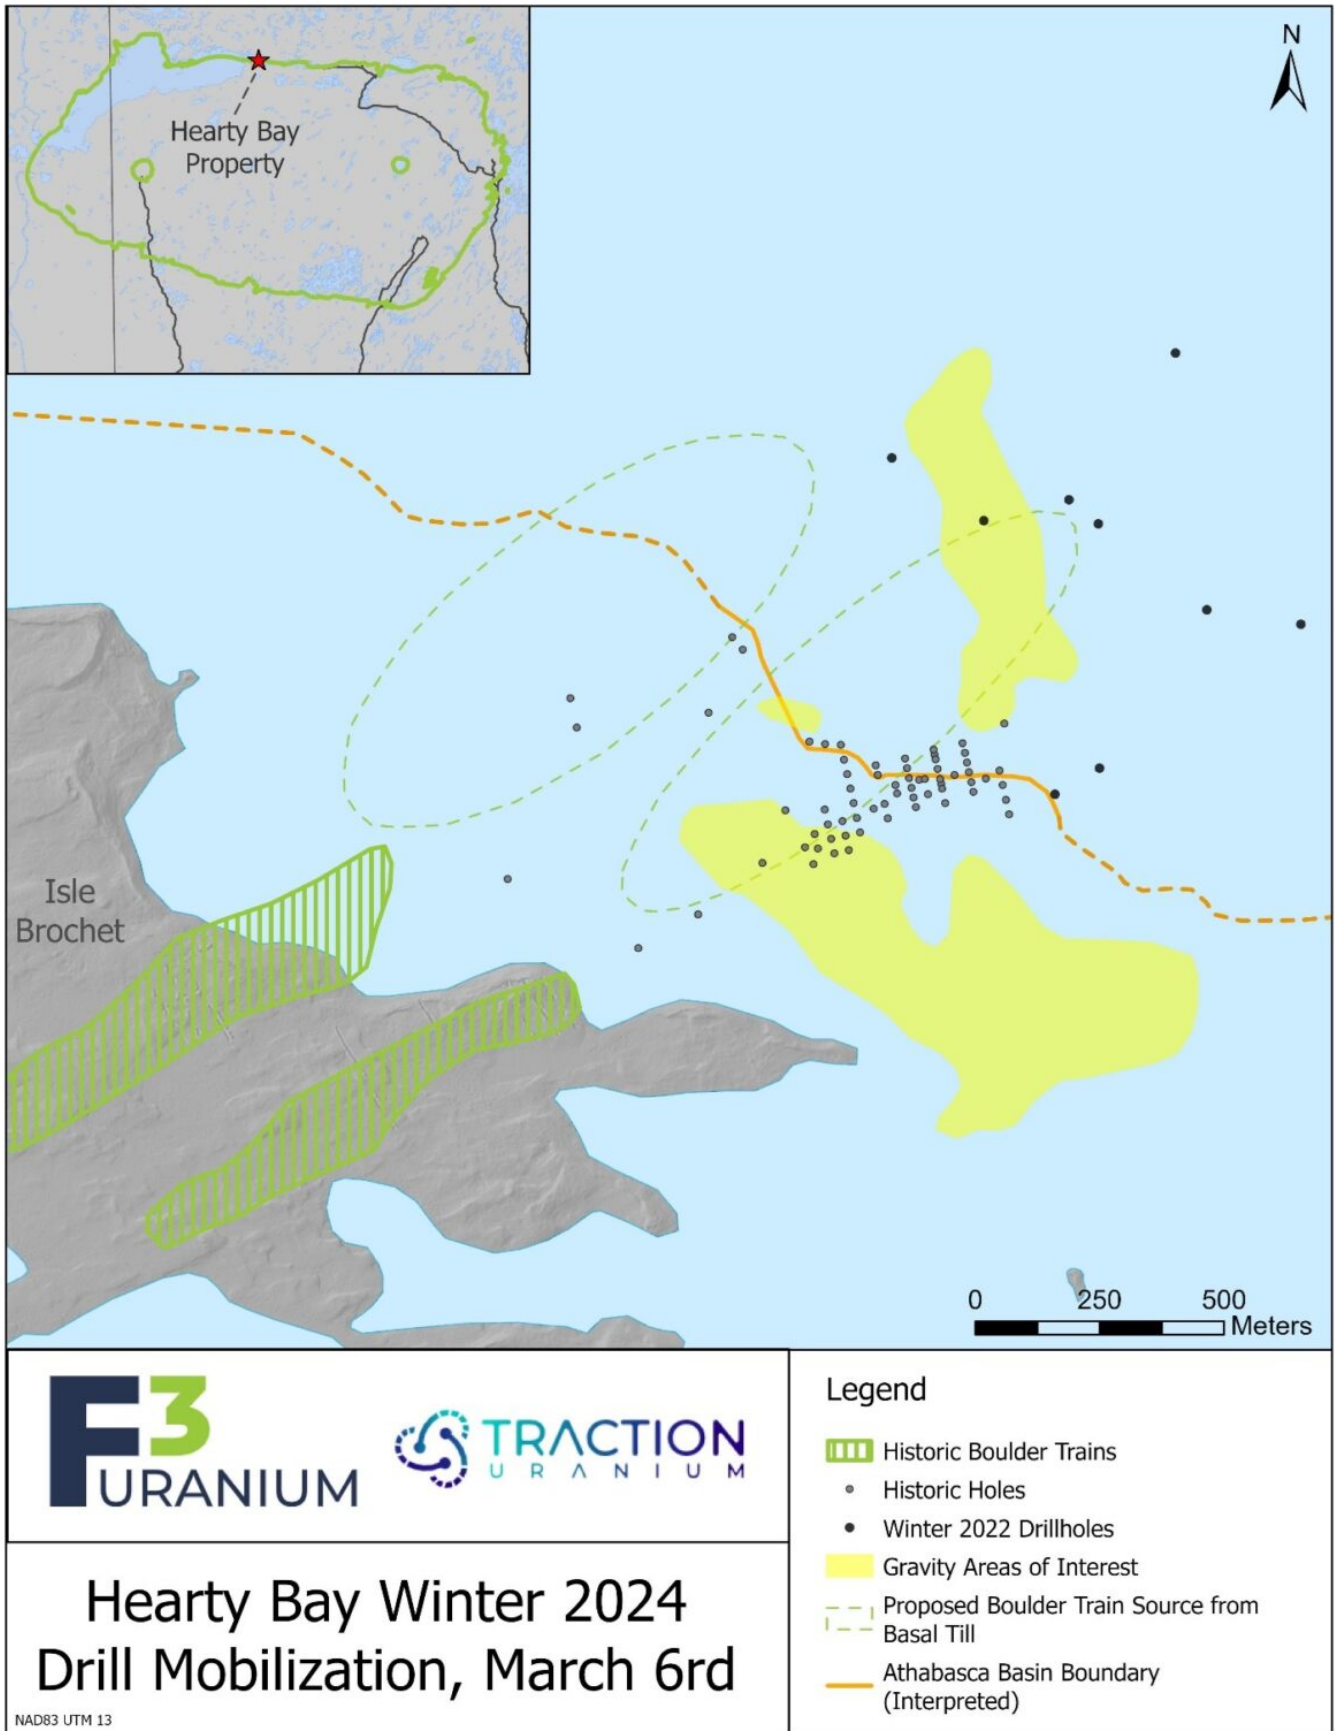 Hearty Bay
Property
N
Isle
Brochet
0 250 500
Meters
F3
URANIUM
TRACTION
URANIUM
Hearty Bay Winter 2024
Drill Mobilization, March 6rd
NAD83 UTM 13
Legend
Historic Boulder Trains
Historic Holes
Winter 2022 Drillholes
Gravity Areas of Interest
Proposed Boulder Train Source from
Basal Till
Athabasca Basin Boundary
(Interpreted)